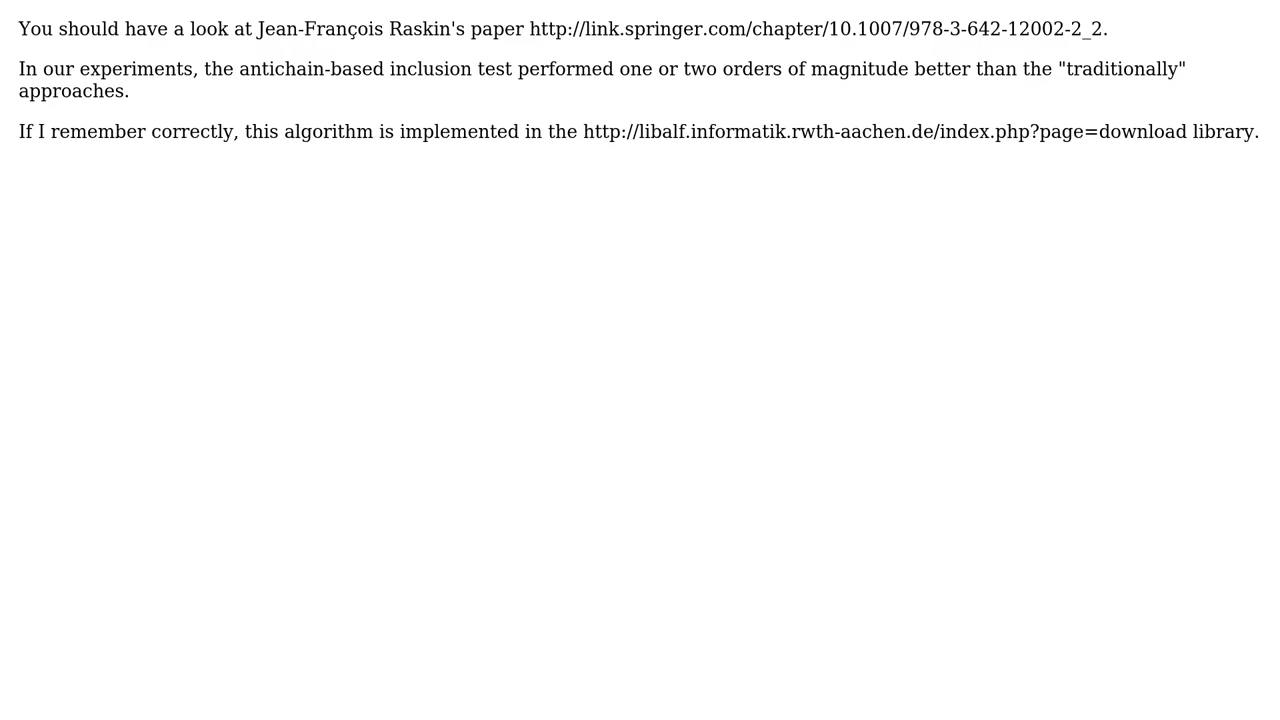 You should have a look at Jean-François Raskin's paper http://link.springer.com/chapter/10.1007/978-3-642-12002-2_2.
In our experiments, the antichain-based inclusion test performed one or two orders of magnitude better than the "traditionally"
approaches.
If I remember correctly, this algorithm is implemented in the http://libalf.informatik.rwth-aachen.de/index.php?page=download library.